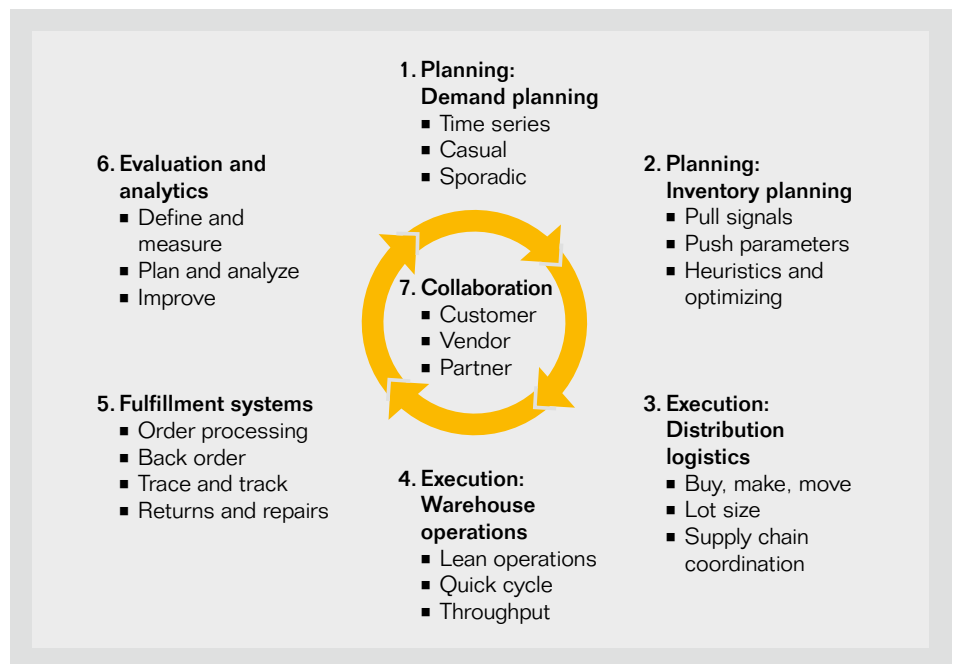 1. Planning:
Demand planning
▪ Time series
▪ Casual
▪ Sporadic
2. Planning:
Inventory planning
▪ Pull signals
▪ Push parameters
▪ Heuristics and
optimizing
3. Execution:
Distribution
logistics
▪ Buy, make, move
▪ Lot size
▪ Supply chain
coordination
4. Execution:
Warehouse
operations
▪ Lean operations
▪ Quick cycle
▪ Throughput
5. Fulfillment systems
▪ Order processing
▪ Back order
▪ Trace and track
▪ Returns and repairs
6. Evaluation and
analytics
▪ Define and
measure
▪ Plan and analyze
▪ Improve
7. Collaboration
▪ Customer
▪ Vendor
▪ Partner